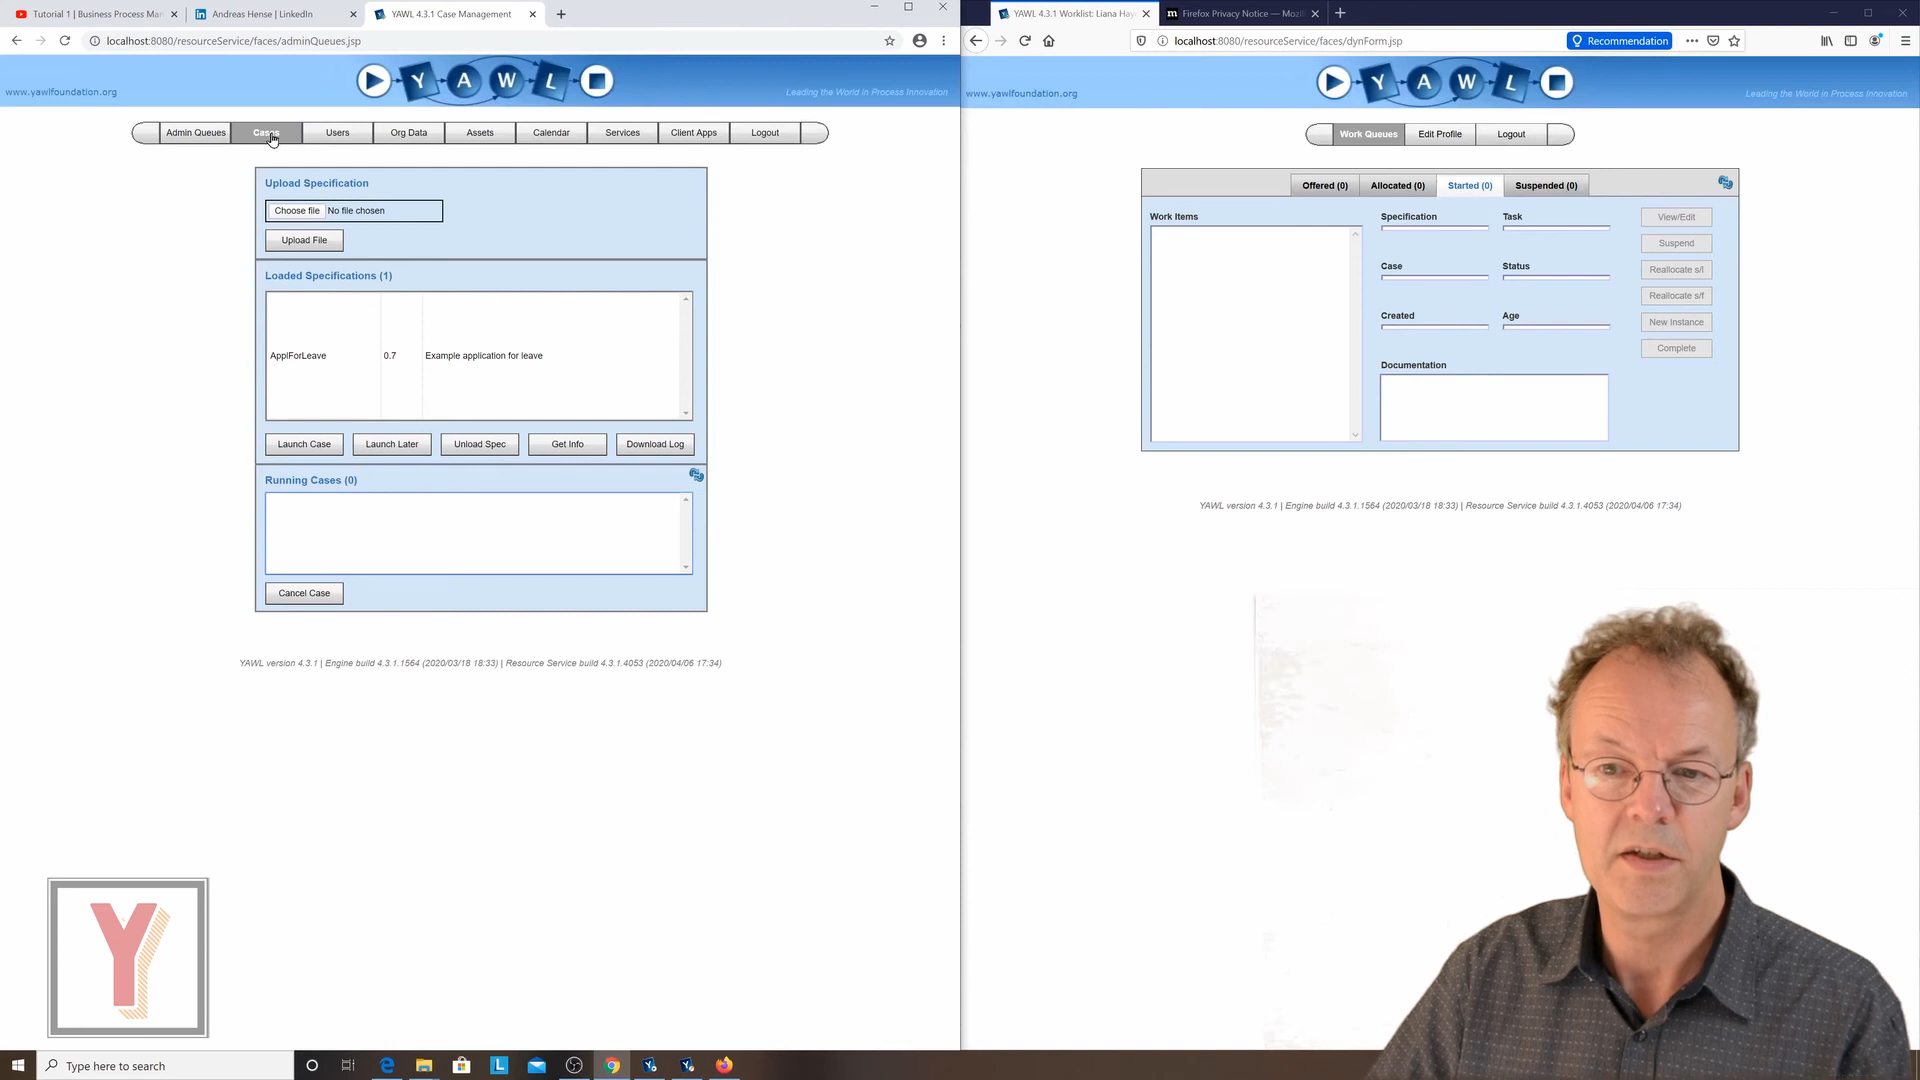 Tutorial 1 | Business Process Man
Andreas Hense | LinkedIn
YAWL 4.3.1 Case Management
localhost:8080/resourceService/faces/adminQueues.jsp
www.yawlfoundation.org
Y A W L
Leading the World in Process Innovation
Admin Queues
Cases
Users
Org Data
Assets
Calendar
Services
Client Apps
Logout
Upload Specification
Choose file No file chosen
Upload File
Loaded Specifications (1)
ApplForLeave 0.7 Example application for leave
Launch Case
Launch Later
Unload Spec
Get Info
Download Log
Running Cases (0)
Cancel Case
YAWL version 4.3.1 | Engine build 4.3.1.1564 (2020/03/18 18:33) | Resource Service build 4.3.1.4053 (2020/04/06 17:34)
Y
Type here to search
YAWL 4.3.1 Worklist: Liana Hay
Firefox Privacy Notice — Mozil
localhost:8080/resourceService/faces/dynForm.jsp
Recommendation
www.yawlfoundation.org
Y A W L
Leading the World in Process Innovation
Work Queues
Edit Profile
Logout
Offered (0)
Allocated (0)
Started (0)
Suspended (0)
Work Items
Specification
Task
Case
Status
Created
Age
Documentation
View/Edit
Suspend
Reallocate s/l
Reallocate s/f
New Instance
Complete
YAWL version 4.3.1 | Engine build 4.3.1.1564 (2020/03/18 18:33) | Resource Service build 4.3.1.4053 (2020/04/06 17:34)